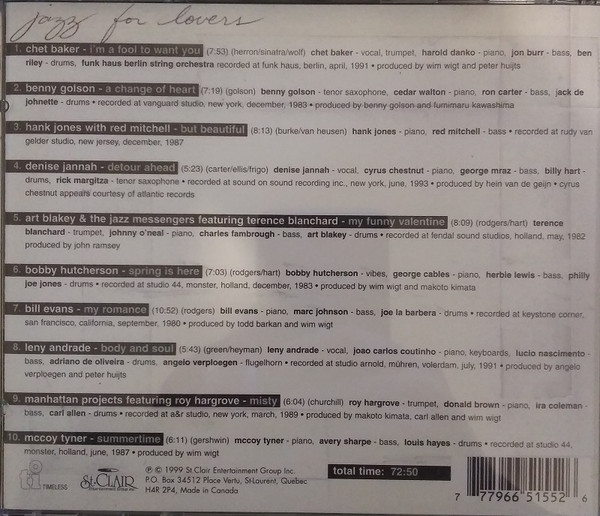 jazz for lovers
1. chet baker - i'm a fool to want you (7:53) (herron/sinatra/wolf) chet baker - vocal, trumpet, harold danko - piano, jon burr - bass, ben
riley - drums, funk haus berlin string orchestra recorded at funk haus, berlin, april, 1991 • produced by wim wigt and peter huijts
2. benny golson - a change of heart (7:19) (golson) benny golson - tenor saxophone, cedar walton - piano, ron carter - bass, jack de
johnette - drums • recorded at vanguard studio, new york, december, 1983 • produced by benny golson and fumimaru kawashima
3. hank jones with red mitchell - but beautiful (8:13) (burke/van heusen) hank jones - piano, red mitchell - bass • recorded at rudy van
gelder studio, new jersey, december, 1987
4. denise jannah - detour ahead (5:23) (carter/ellis/frigo) denise jannah - vocal, cyrus chestnut - piano, george mraz - bass, billy hart -
drums, rick margitza - tenor saxophone • recorded at sound on sound recording inc., new york, june, 1993 • produced by hein van de geijn • cyrus
chestnut appears courtesy of atlantic records
5. art blakey & the jazz messengers featuring terence blanchard - my funny valentine (8:09) (rodgers/hart) terence
blanchard - trumpet, johnny o'neal - piano, charles fambrough - bass, art blakey - drums • recorded at fendal sound studios, holland, may, 1982
produced by john ramsey
6. bobby hutcherson - spring is here (7:03) (rodgers/hart) bobby hutcherson - vibes, george cables - piano, herbie lewis - bass, philly
joe jones - drums • recorded at studio 44, monster, holland, december, 1983 • produced by wim wigt and makoto kimata
7. bill evans - my romance (10:52) (rodgers) bill evans - piano, marc johnson - bass, joe la barbera - drums • recorded at keystone corner,
san francisco, california, september, 1980 • produced by todd barkan and wim wigt
8. leny andrade - body and soul (5:43) (green/heyman) leny andrade - vocal, joao carlos coutinho - piano, keyboards, lucio nascimento -
bass, adriano de oliveira - drums, angelo verploegen - flugelhorn • recorded at studio arnold, mühren, volerdam, july, 1991 • produced by angelo
verploegen and peter huijts
9. manhattan projects featuring roy hargrove - misty (6:04) (churchill) roy hargrove - trumpet, donald brown - piano, ira coleman -
bass, carl allen - drums • recorded at a&r studio, new york, march, 1989 • produced by makoto kimata, carl allen and wim wigt
10. mccoy tyner - summertime (6:11) (gershwin) mccoy tyner - piano, avery sharpe - bass, louis hayes - drums • recorded at studio 44,
monster, holland, june, 1987 • produced by wim wigt
TIMELESS
St.CLAIR
℗ © 1999 St.Clair Entertainment Group Inc.
P.O. Box 34512 Place Vertu, St-Laurent, Quebec
H4R 2P4, Made in Canada
total time: 72:50
7 77966 51552 6